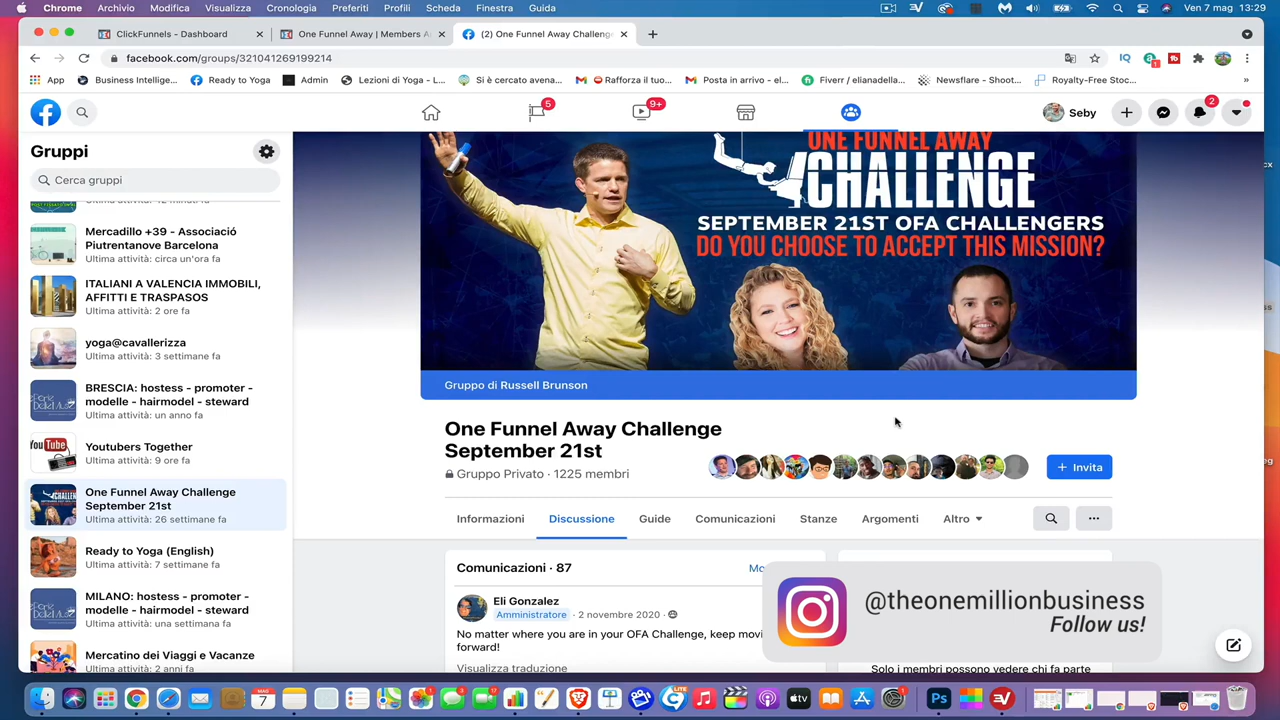 Chrome Archivio Modifica Visualizza Cronologia Preferiti Profili Scheda Finestra Guida Ven 7 mag 13:29
ClickFunnels - Dashboard × One Funnel Away | Members A × (2) One Funnel Away Challenge × +
facebook.com/groups/321041269199214
App Business Intellige... Ready to Yoga Admin Lezioni di Yoga - L... Si è cercato avena... Rafforza il tuo... Posta in arrivo - el... Fiverr / elianadella... Newsflare - Shoot... Royalty-Free Stoc... »
5 9+ Seby 2
Gruppi
Cerca gruppi
Mercadillo +39 - Associació
Piutrentanove Barcelona
Ultima attività: circa un'ora fa
ITALIANI A VALENCIA IMMOBILI,
AFFITTI E TRASPASOS
Ultima attività: 2 ore fa
yoga@cavallerizza
Ultima attività: 3 settimane fa
BRESCIA: hostess - promoter -
modelle - hairmodel - steward
Ultima attività: un anno fa
Youtubers Together
Ultima attività: 9 ore fa
One Funnel Away Challenge
September 21st
Ultima attività: 26 settimane fa
Ready to Yoga (English)
Ultima attività: 7 settimane fa
MILANO: hostess - promoter -
modelle - hairmodel - steward
Ultima attività: una settimana fa
Mercatino dei Viaggi e Vacanze
Ultima attività: 2 anni fa
ONE FUNNEL AWAY
CHALLENGE
SEPTEMBER 21ST OFA CHALLENGERS
DO YOU CHOOSE TO ACCEPT THIS MISSION?
Gruppo di Russell Brunson
One Funnel Away Challenge
September 21st
Gruppo Privato · 1225 membri
+ Invita
Informazioni Discussione Guide Comunicazioni Stanze Argomenti Altro
Comunicazioni · 87
Eli Gonzalez
Amministratore · 2 novembre 2020 ·
No matter where you are in your OFA Challenge, keep movi
forward!
Visualizza traduzione
@theonemillionbusiness
Follow us!
Solo i membri possono vedere chi fa parte